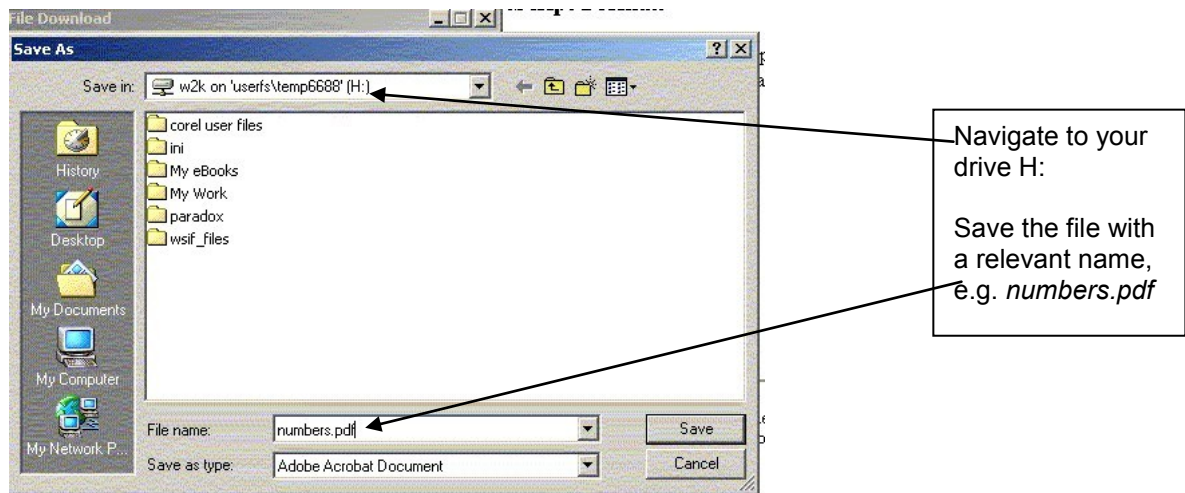 File Download
Save As
Save in:
w2k on 'userfs\temp6688' (H:)
History
Desktop
My Documents
My Computer
My Network P...
corel user files
ini
My eBooks
My Work
paradox
wsif_files
File name:
numbers.pdf
Save
Save as type:
Adobe Acrobat Document
Cancel
Navigate to your
drive H:
Save the file with
a relevant name,
e.g. numbers.pdf